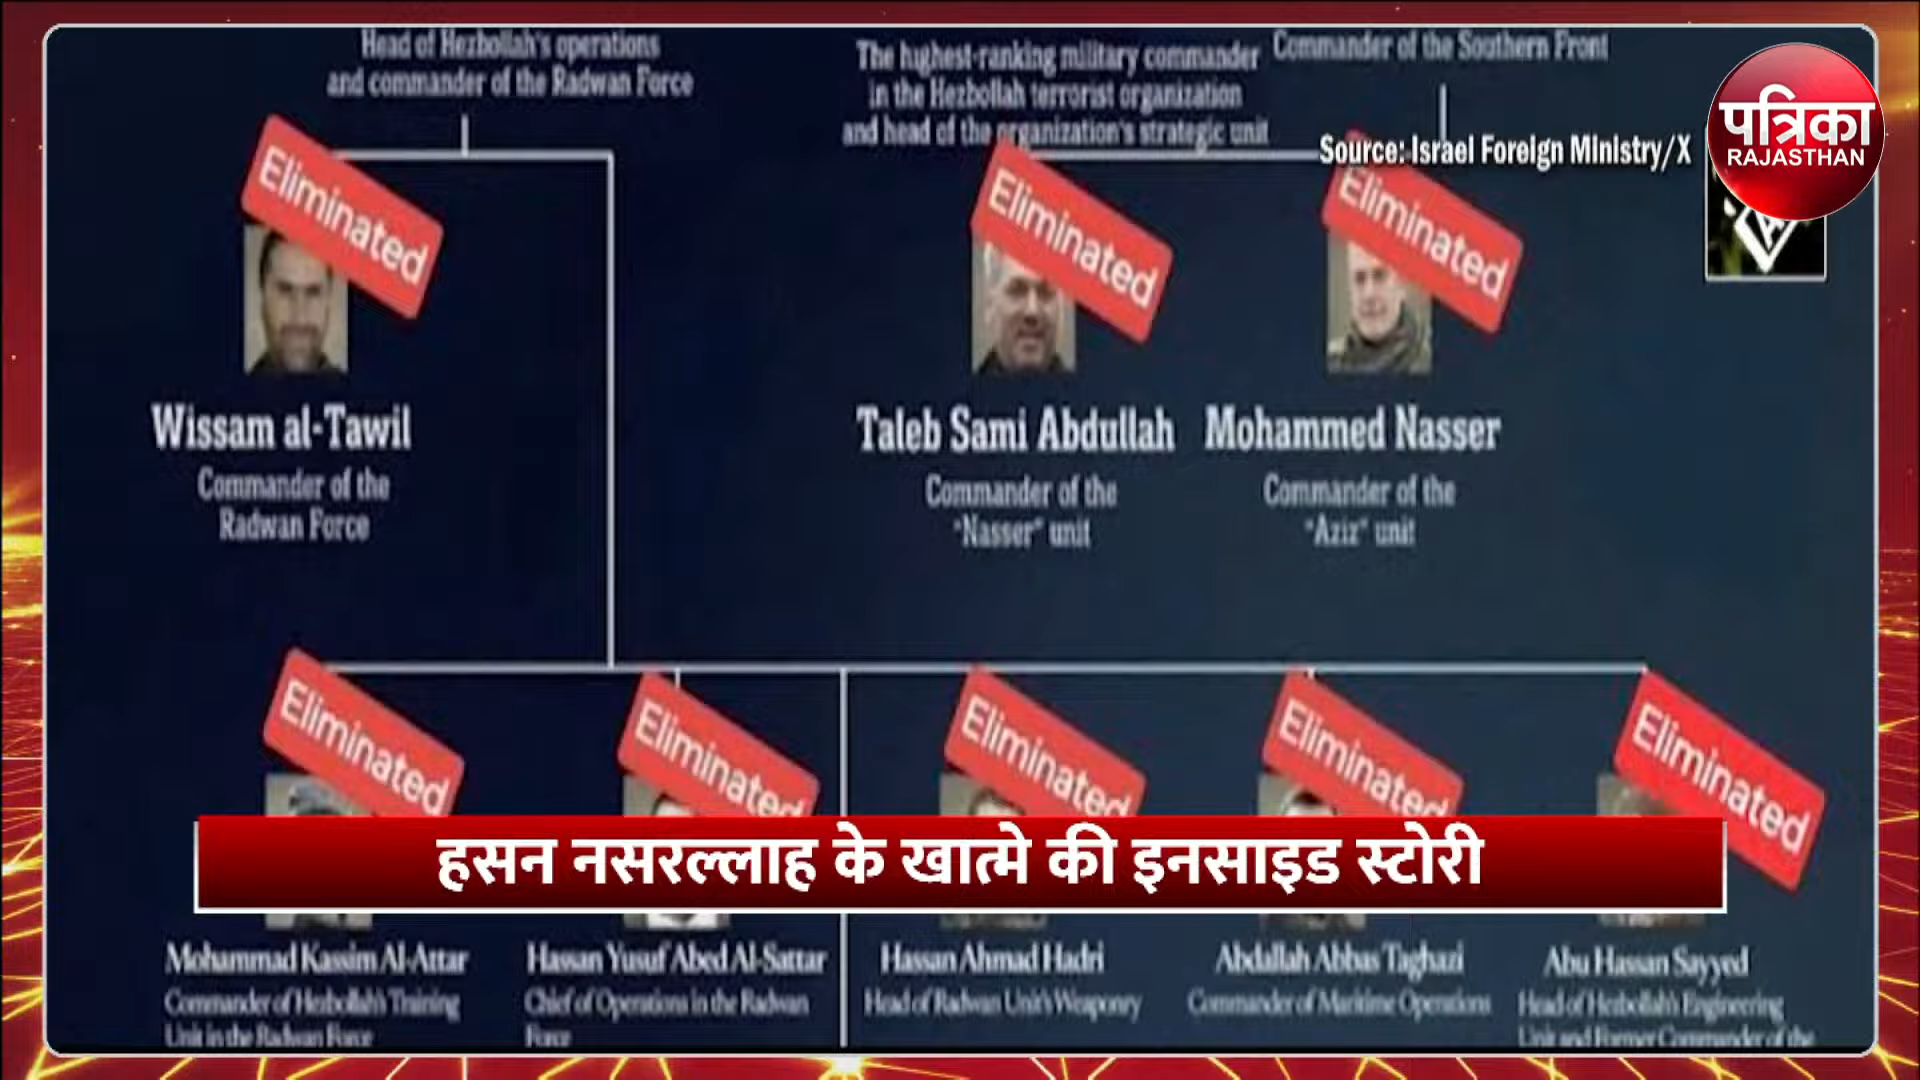 Head of Hezbollah's operations
and commander of the Radwan Force
The highest-ranking military commander
in the Hezbollah terrorist organization
and head of the organization's strategic unit
Commander of the Southern Front
Source: Israel Foreign Ministry/X
पत्रिका
RAJASTHAN
Eliminated
Eliminated
Eliminated
Wissam al-Tawil
Commander of the
Radwan Force
Taleb Sami Abdullah
Commander of the
"Nasser" unit
Mohammed Nasser
Commander of the
"Aziz" unit
Eliminated
Eliminated
Eliminated
Eliminated
Eliminated
हसन नसरल्लाह के खात्मे की इनसाइड स्टोरी
Mohammad Kassim Al-Attar
Commander of Hezbollah's Training
Unit in the Radwan Force
Hassan Yusuf Abed Al-Sattar
Chief of Operations in the Radwan
Force
Hassan Ahmad Hadri
Head of Radwan Unit's Weaponry
Abdallah Abbas Taghazi
Commander of Maritime Operations
Abu Hassan Sayyed
Head of Hezbollah's Engineering
Unit and Former Commander of the